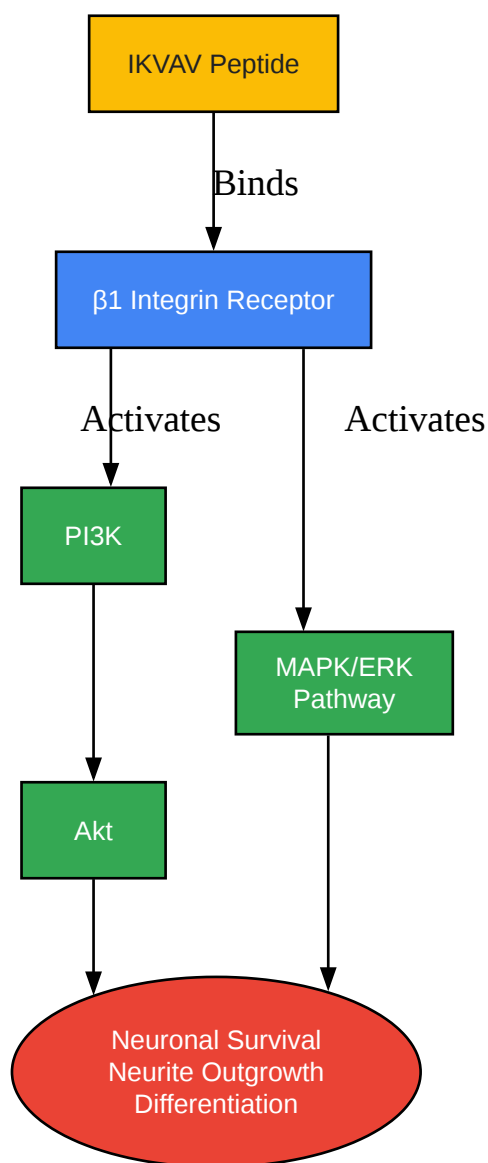 IKVAV Peptide
Binds
β1 Integrin Receptor
Activates
Activates
PI3K
MAPK/ERK
Pathway
Akt
Neuronal Survival
Neurite Outgrowth
Differentiation